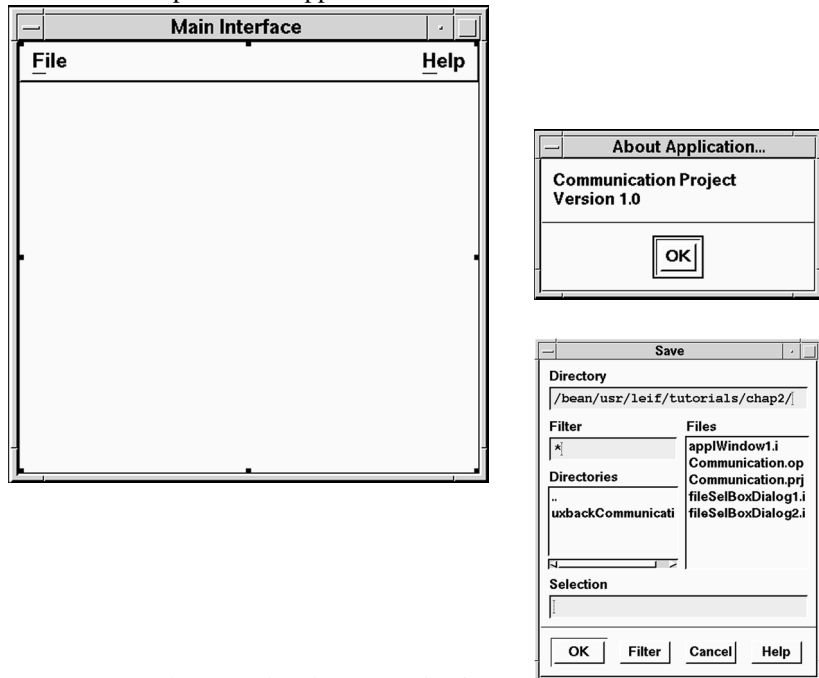 Main Interface
File Help
About Application...
Communication Project
Version 1.0
OK
Save
Directory
/bean/usr/leif/tutorials/chap2/
Filter
*
Files
applWindow1.i
Communication.op
Communication.prj
fileSelBoxDialog1.i
fileSelBoxDialog2.i
Directories
..
uxbackCommunicati
Selection
OK Filter Cancel Help